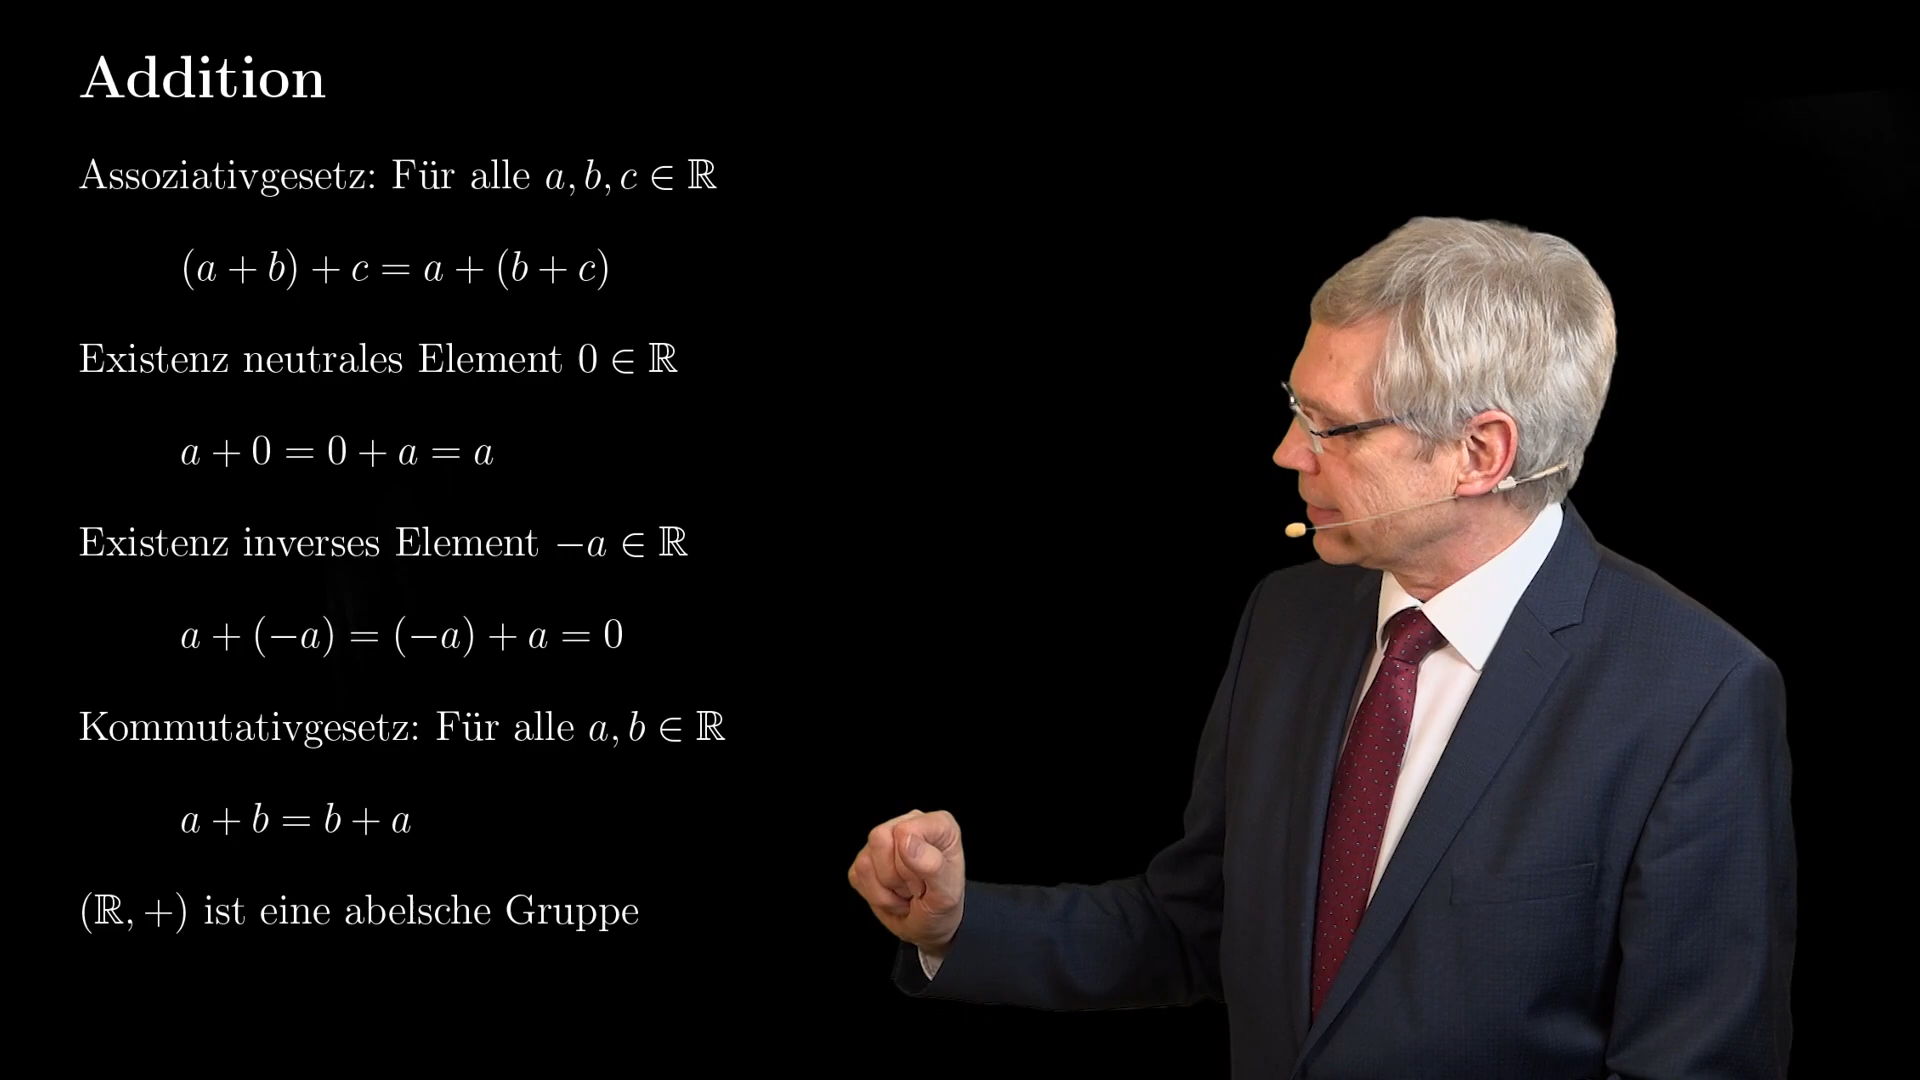 Addition
Assoziativgesetz: Für alle a, b, c ∈ ℝ
(a + b) + c = a + (b + c)
Existenz neutrales Element 0 ∈ ℝ
a + 0 = 0 + a = a
Existenz inverses Element −a ∈ ℝ
a + (−a) = (−a) + a = 0
Kommutativgesetz: Für alle a, b ∈ ℝ
a + b = b + a
(ℝ, +) ist eine abelsche Gruppe